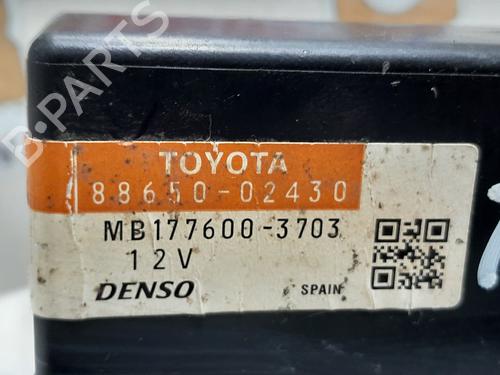 B-PARTS
TOYOTA
88650-02430
MB177600-3703
12V
DENSO
SPAIN